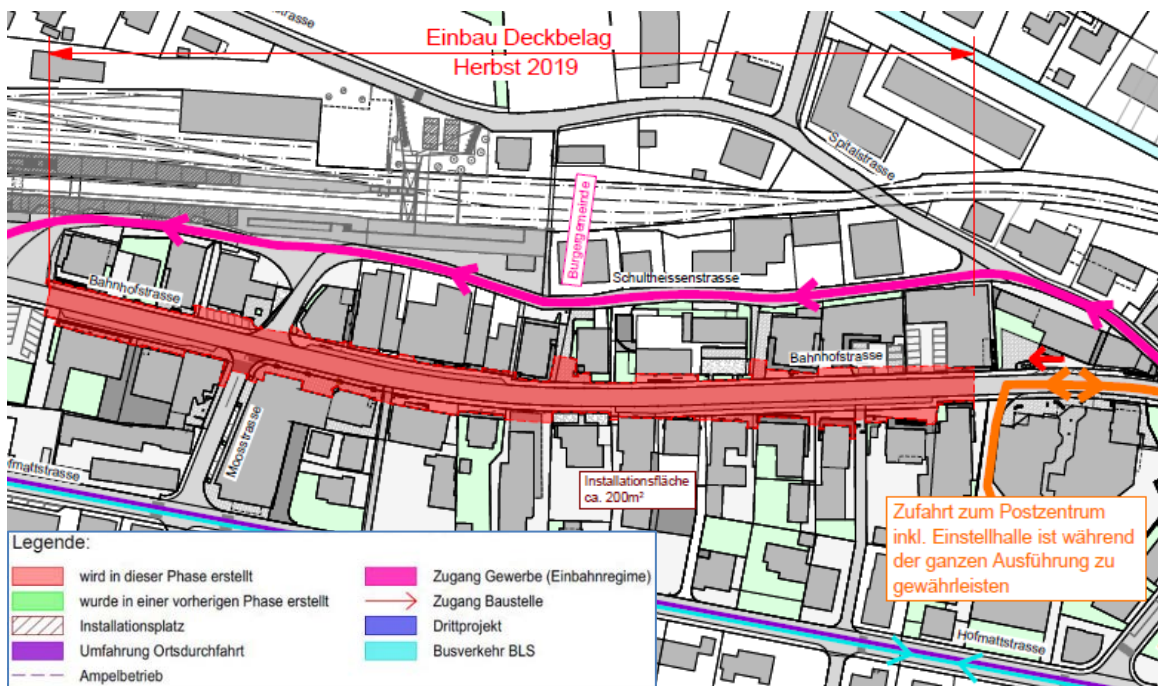 strasse
Einbau Deckbelag
Herbst 2019
Spitalstrasse
Burgergemeinde
Schultheissenstrasse
Bahnhofstrasse
Bahnhofstrasse
Moosstrasse
ofmattstrasse
Installationsfläche
ca. 200m²
Zufahrt zum Postzentrum
inkl. Einstellhalle ist während
der ganzen Ausführung zu
gewährleisten
Hofmattstrasse
Legende:
wird in dieser Phase erstellt
wurde in einer vorherigen Phase erstellt
Installationsplatz
Umfahrung Ortsdurchfahrt
Ampelbetrieb
Zugang Gewerbe (Einbahnregime)
Zugang Baustelle
Drittprojekt
Busverkehr BLS